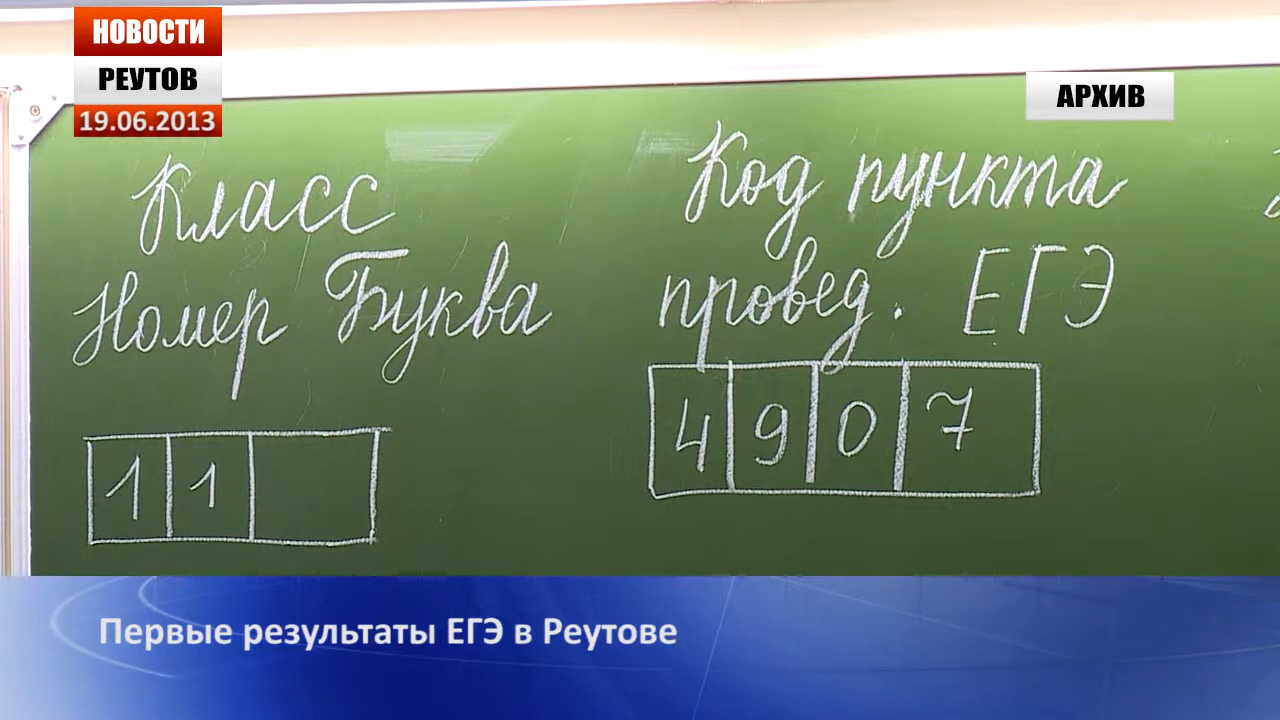 НОВОСТИ
РЕУТОВ
19.06.2013
АРХИВ
Класс
Номер Буква
1 1
Код пункта
провед. ЕГЭ
4 9 0 7
Первые результаты ЕГЭ в Реутове